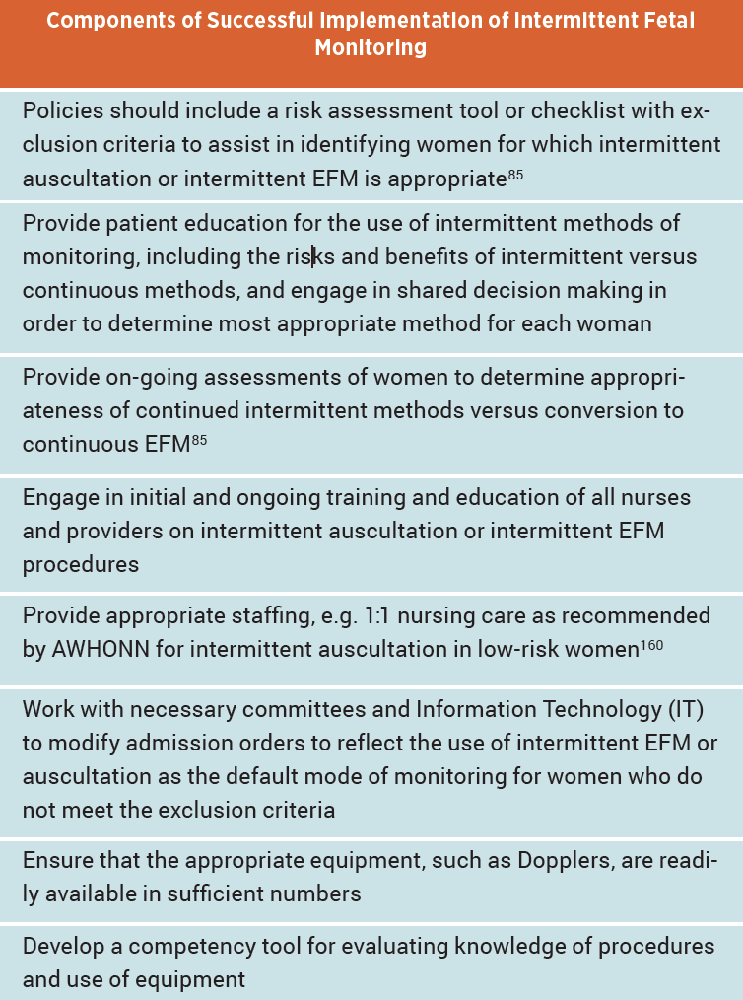 Components of Successful Implementation of Intermittent Fetal
Monitoring
Policies should include a risk assessment tool or checklist with ex-
clusion criteria to assist in identifying women for which intermittent
auscultation or intermittent EFM is appropriate85
Provide patient education for the use of intermittent methods of
monitoring, including the risks and benefits of intermittent versus
continuous methods, and engage in shared decision making in
order to determine most appropriate method for each woman
Provide on-going assessments of women to determine appropri-
ateness of continued intermittent methods versus conversion to
continuous EFM85
Engage in initial and ongoing training and education of all nurses
and providers on intermittent auscultation or intermittent EFM
procedures
Provide appropriate staffing, e.g. 1:1 nursing care as recommended
by AWHONN for intermittent auscultation in low-risk women160
Work with necessary committees and Information Technology (IT)
to modify admission orders to reflect the use of intermittent EFM or
auscultation as the default mode of monitoring for women who do
not meet the exclusion criteria
Ensure that the appropriate equipment, such as Dopplers, are readi-
ly available in sufficient numbers
Develop a competency tool for evaluating knowledge of procedures
and use of equipment